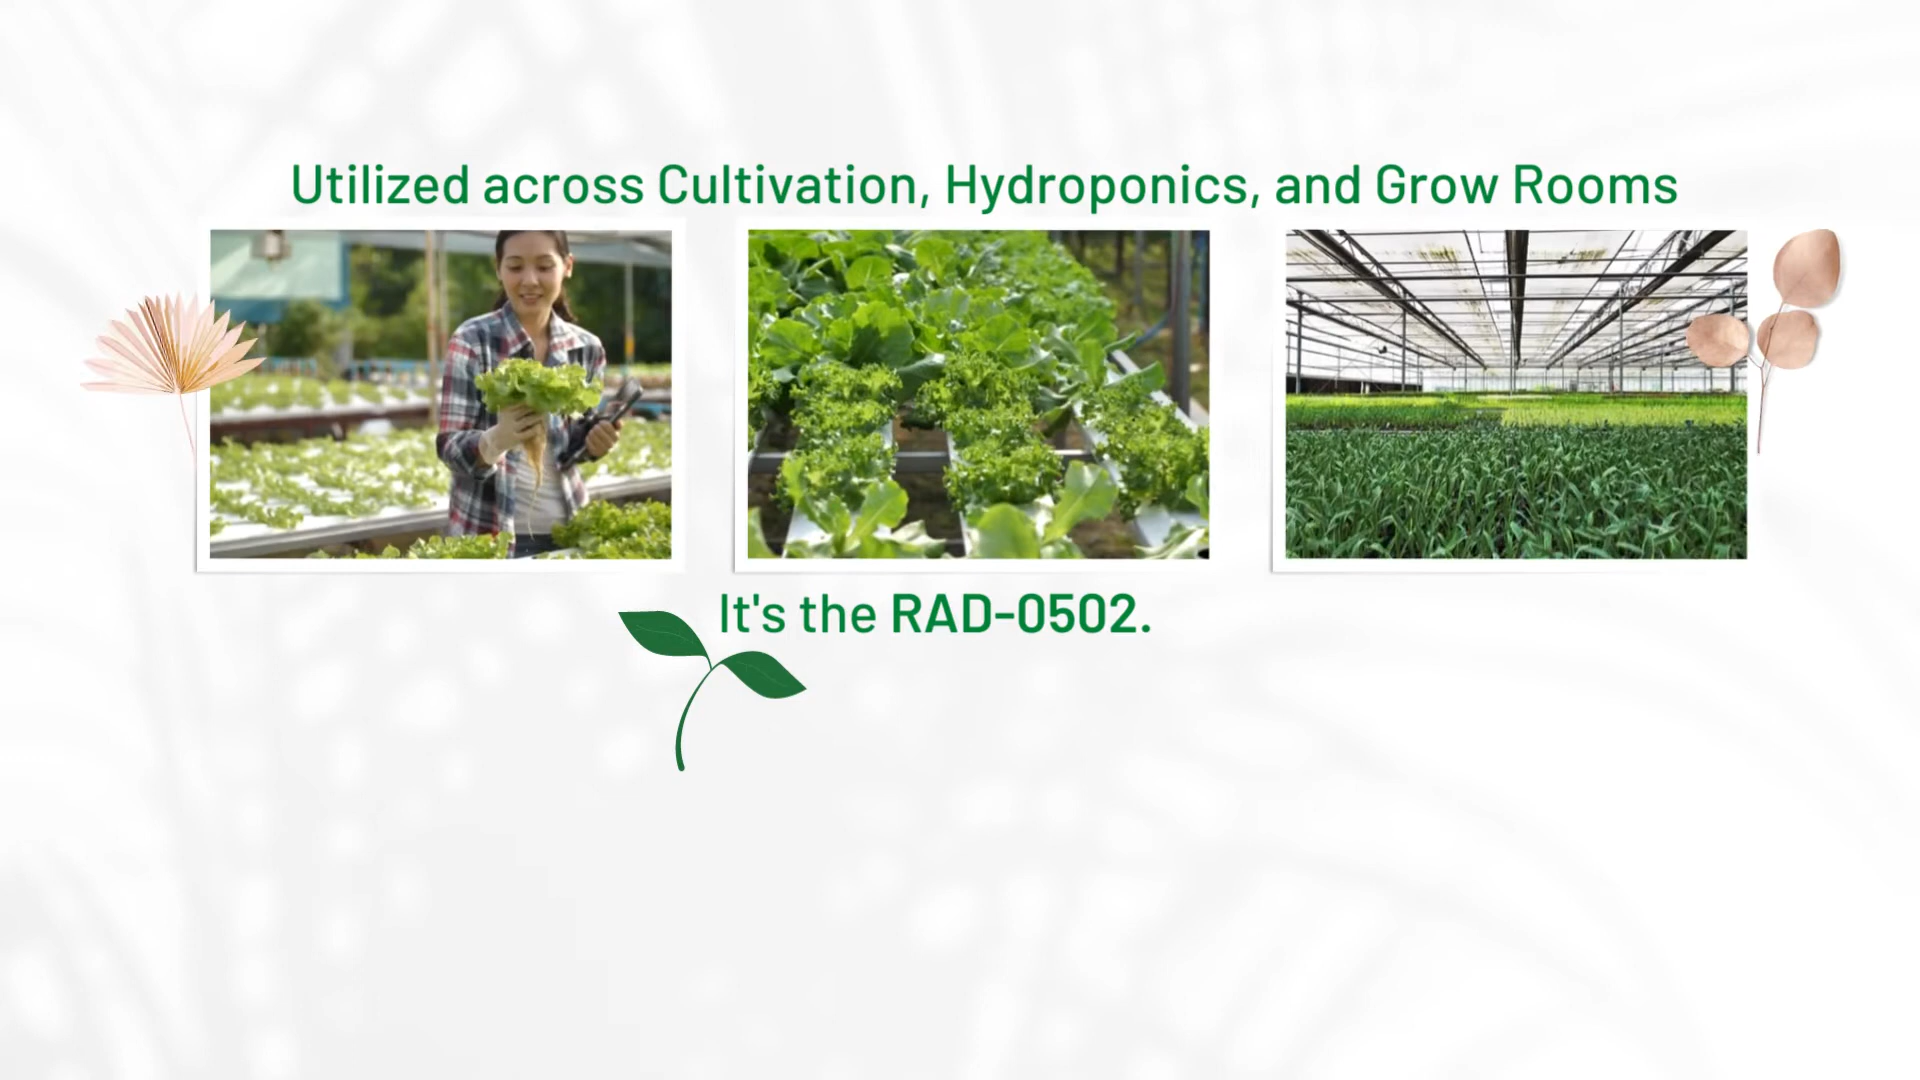 Utilized across Cultivation, Hydroponics, and Grow Rooms
It's the RAD-0502.